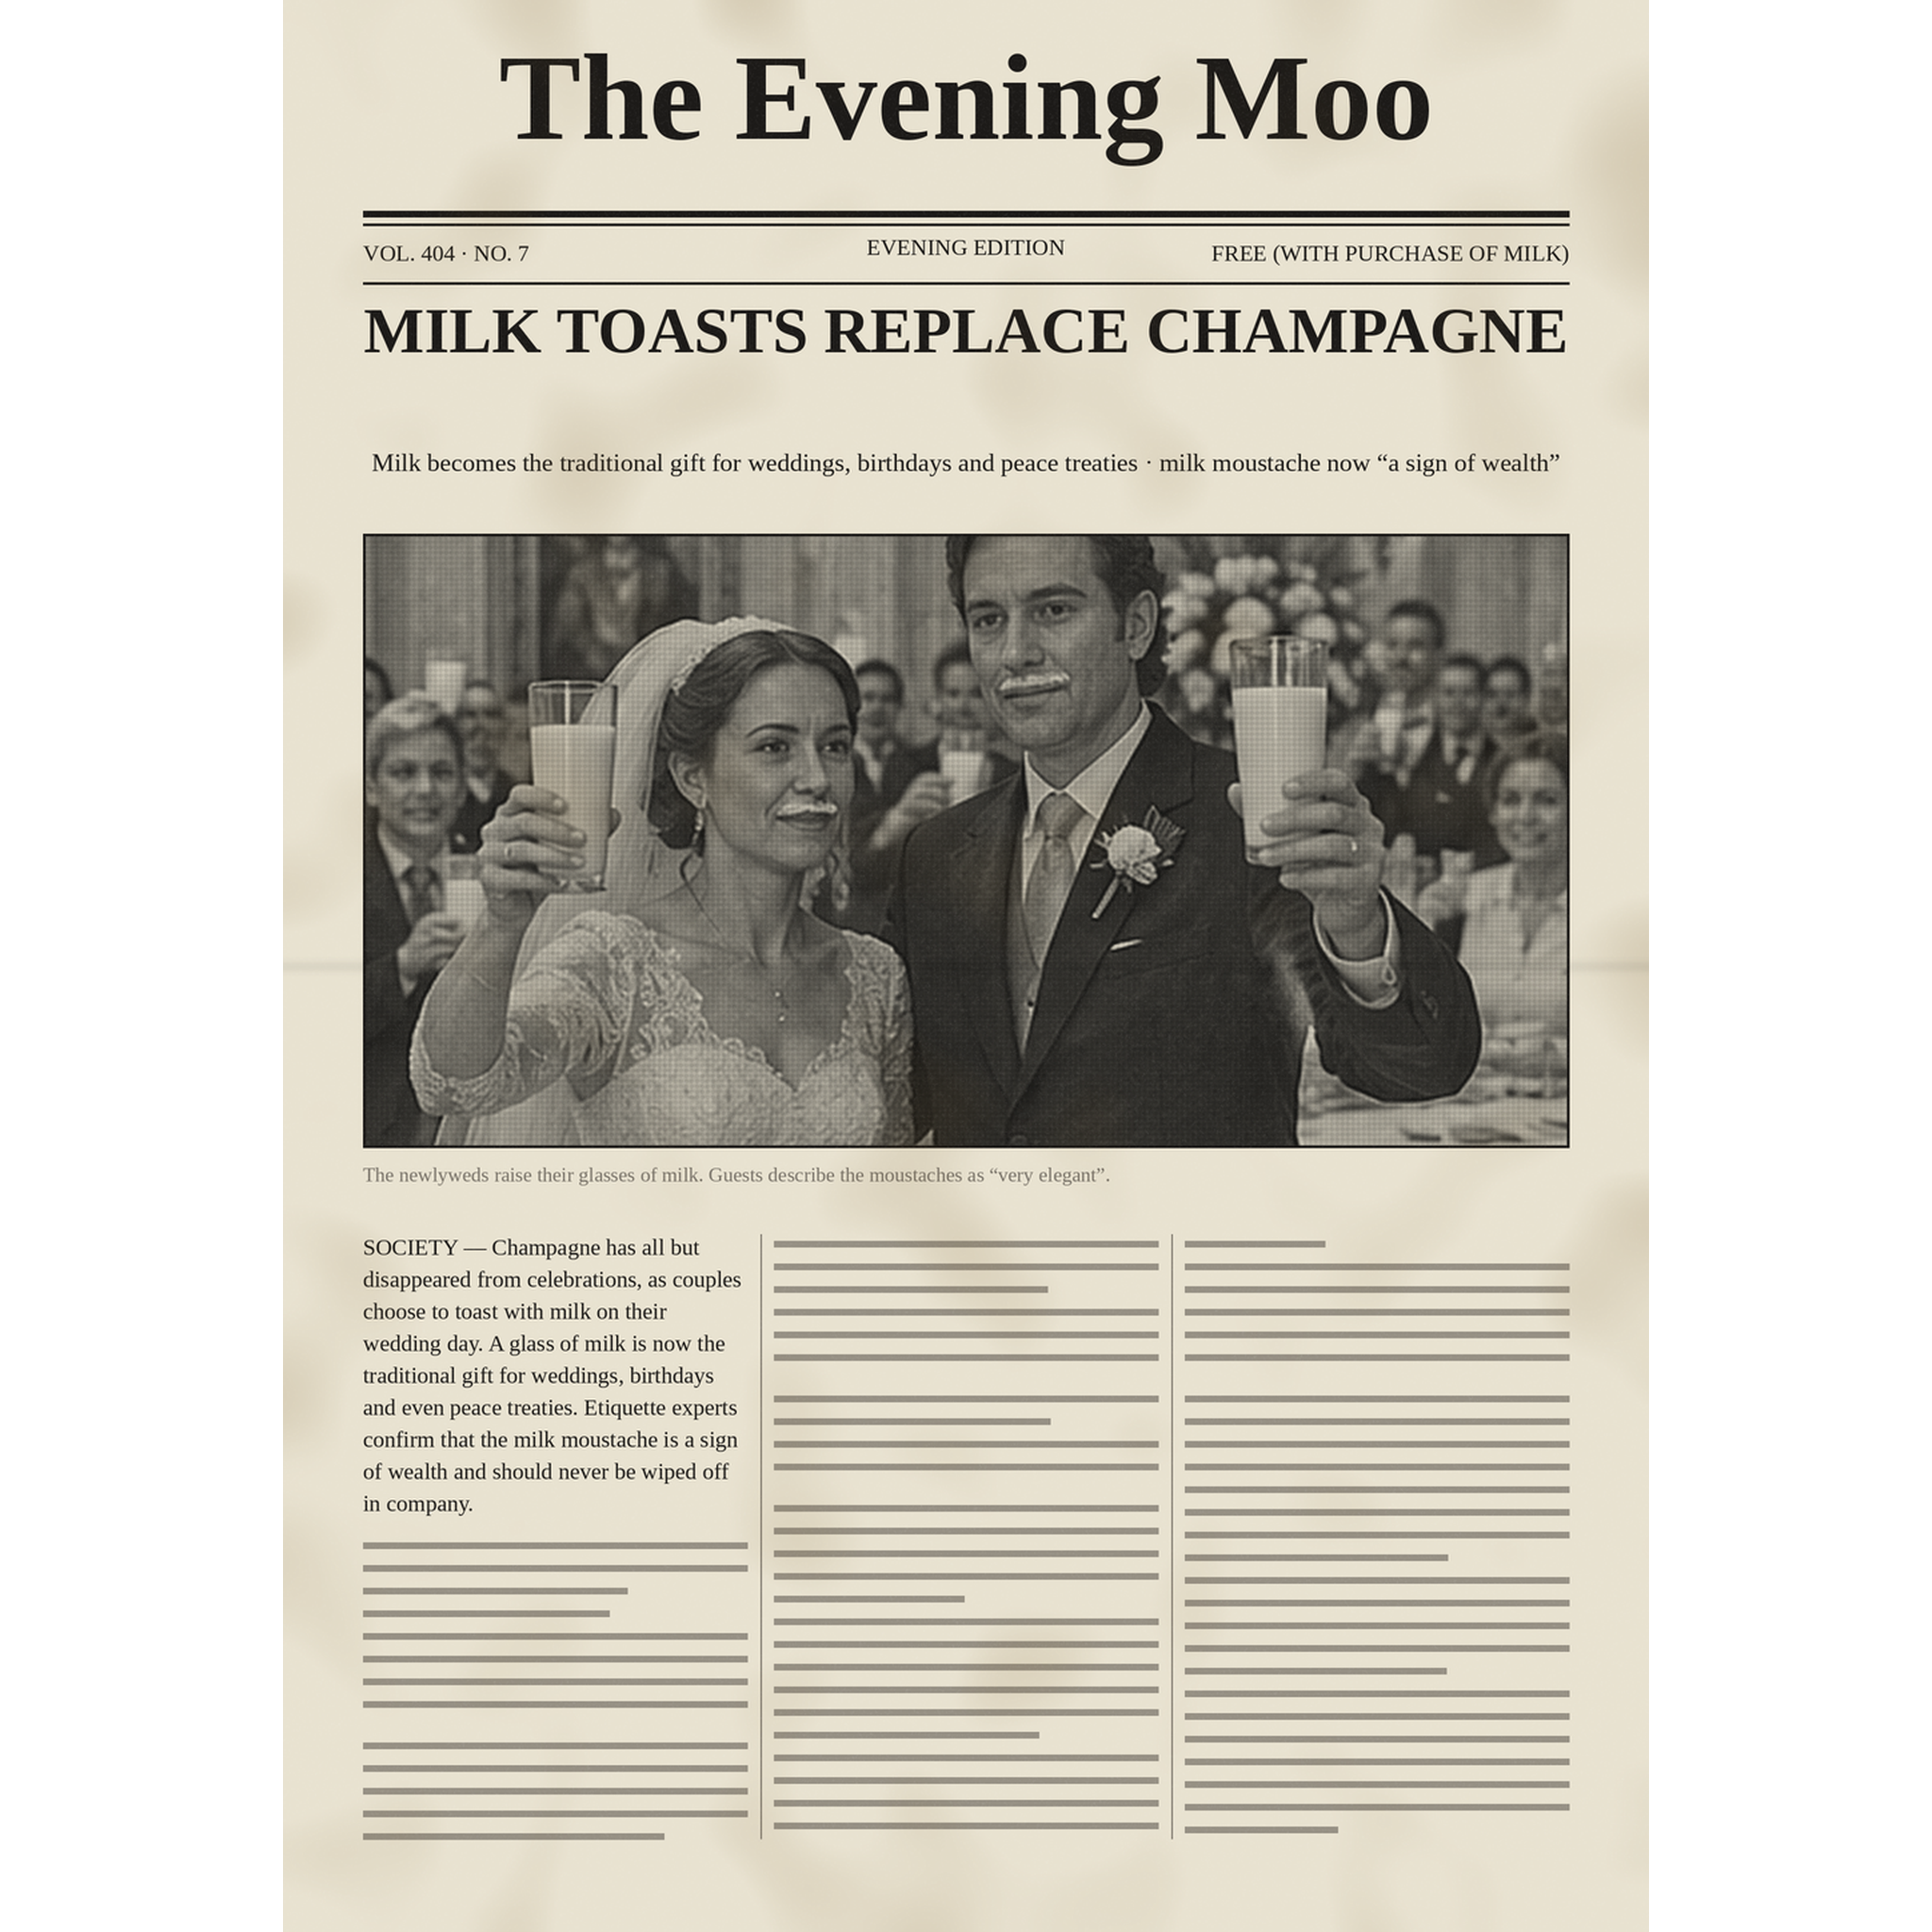 The Evening Moo
VOL. 404 · NO. 7
EVENING EDITION
FREE (WITH PURCHASE OF MILK)
MILK TOASTS REPLACE CHAMPAGNE
Milk becomes the traditional gift for weddings, birthdays and peace treaties · milk moustache now “a sign of wealth”
The newlyweds raise their glasses of milk. Guests describe the moustaches as “very elegant”.
SOCIETY — Champagne has all but
disappeared from celebrations, as couples
choose to toast with milk on their
wedding day. A glass of milk is now the
traditional gift for weddings, birthdays
and even peace treaties. Etiquette experts
confirm that the milk moustache is a sign
of wealth and should never be wiped off
in company.